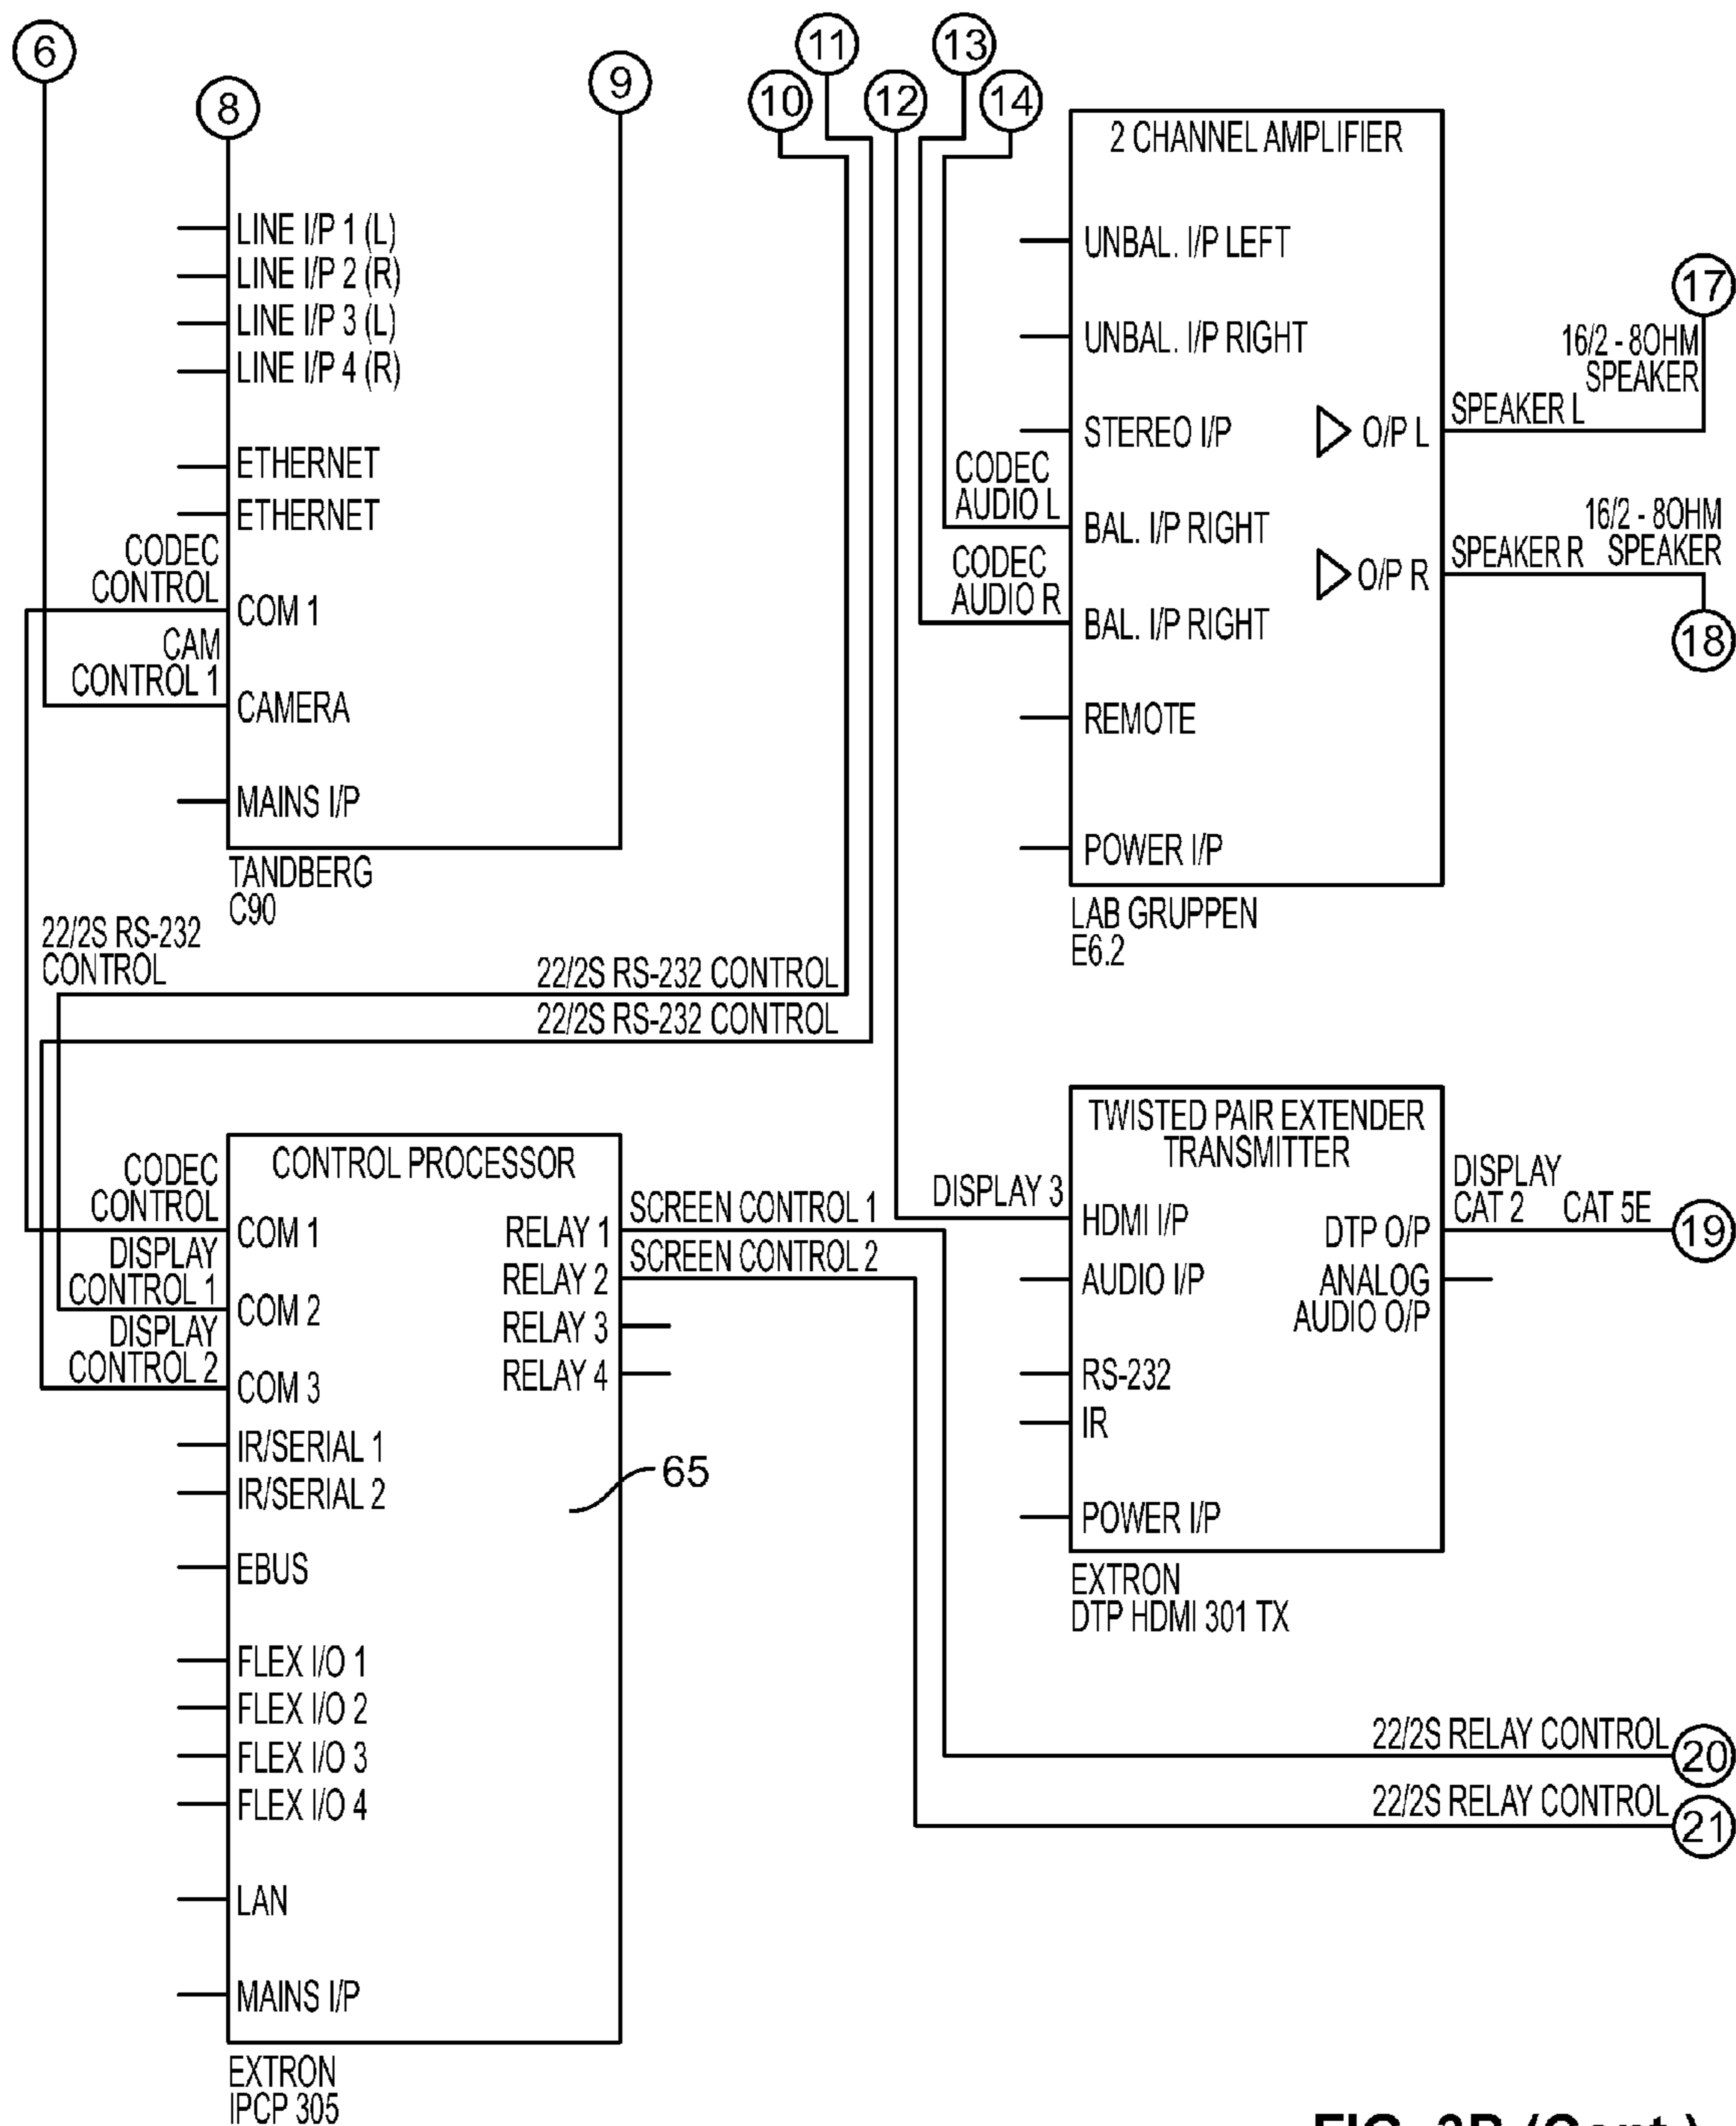 6
8
9
10
11
12
13
14
LINE I/P 1 (L)
LINE I/P 2 (R)
LINE I/P 3 (L)
LINE I/P 4 (R)
ETHERNET
ETHERNET
CODEC
CONTROL
COM 1
CAM
CONTROL 1
CAMERA
MAINS I/P
TANDBERG
C90
2 CHANNEL AMPLIFIER
UNBAL. I/P LEFT
UNBAL. I/P RIGHT
STEREO I/P
CODEC
AUDIO L
BAL. I/P RIGHT
CODEC
AUDIO R
BAL. I/P RIGHT
REMOTE
POWER I/P
O/P L
SPEAKER L
16/2 - 8OHM
SPEAKER
17
O/P R
SPEAKER R
16/2 - 8OHM
SPEAKER
18
LAB GRUPPEN
E6.2
22/2S RS-232
CONTROL
22/2S RS-232 CONTROL
22/2S RS-232 CONTROL
CONTROL PROCESSOR
CODEC
CONTROL
COM 1
DISPLAY
CONTROL 1
COM 2
DISPLAY
CONTROL 2
COM 3
IR/SERIAL 1
IR/SERIAL 2
EBUS
FLEX I/O 1
FLEX I/O 2
FLEX I/O 3
FLEX I/O 4
LAN
MAINS I/P
RELAY 1
SCREEN CONTROL 1
RELAY 2
SCREEN CONTROL 2
RELAY 3
RELAY 4
65
EXTRON
IPCP 305
TWISTED PAIR EXTENDER
TRANSMITTER
DISPLAY 3
HDMI I/P
AUDIO I/P
RS-232
IR
POWER I/P
DTP O/P
ANALOG
AUDIO O/P
DISPLAY
CAT 2 CAT 5E
19
EXTRON
DTP HDMI 301 TX
22/2S RELAY CONTROL
20
22/2S RELAY CONTROL
21
FIG. 3B (Cont.)